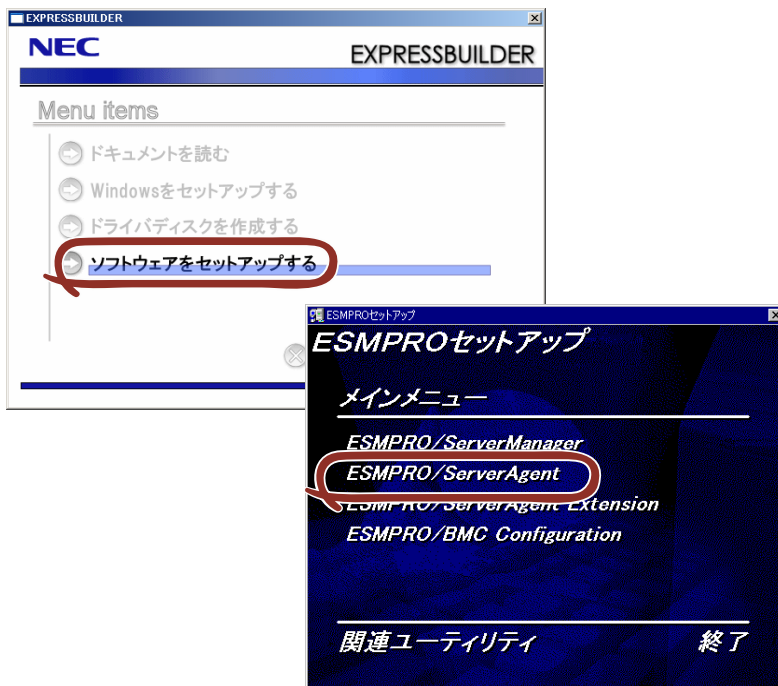 EXPRESSBUILDER
NEC
EXPRESSBUILDER
Menu items
ドキュメントを読む
Windowsをセットアップする
ドライバディスクを作成する
ソフトウェアをセットアップする
ESMPROセットアップ
ESMPROセットアップ
メインメニュー
ESMPRO/ServerManager
ESMPRO/ServerAgent
ESMPRO/ServerAgent Extension
ESMPRO/BMC Configuration
関連ユーティリティ 終了